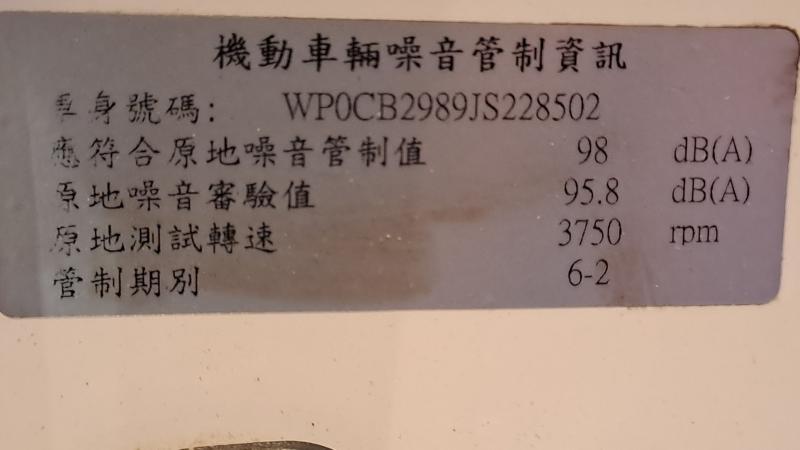 機動車輛噪音管制資訊
車身號碼: WP0CB2989JS228502
應符合原地噪音管制值 98 dB(A)
原地噪音審驗值 95.8 dB(A)
原地測試轉速 3750 rpm
管制期別 6-2